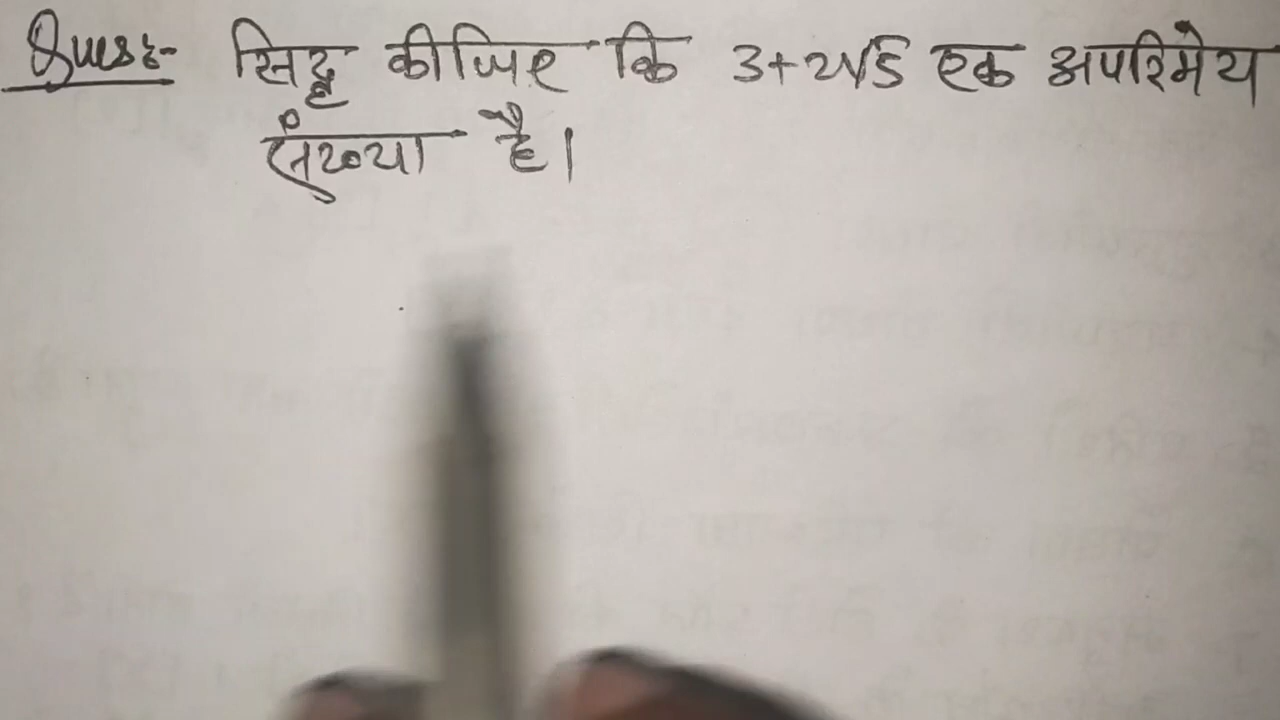 Ques:- सिद्ध कीजिए कि 3+2√5 एक अपरिमेय
संख्या है।